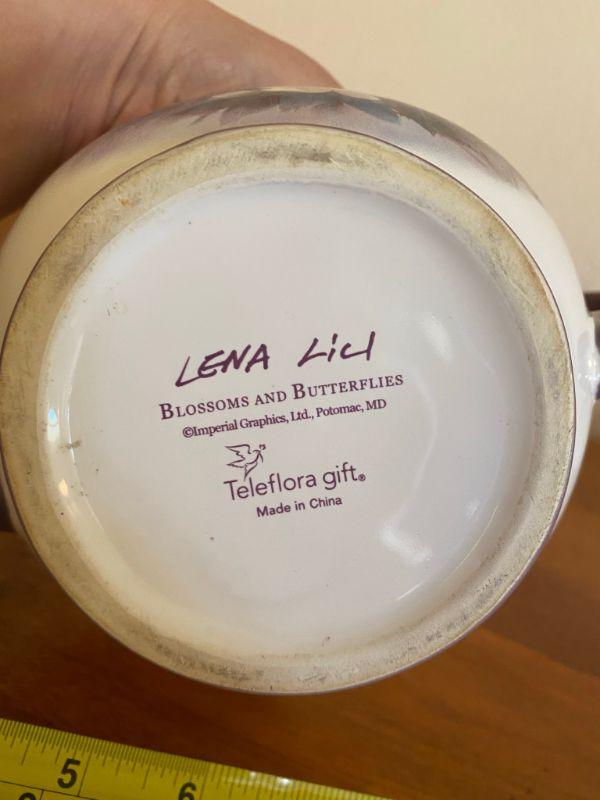 LENA LiU
BLOSSOMS AND BUTTERFLIES
©Imperial Graphics, Ltd., Potomac, MD
Teleflora gift®
Made in China
5 6